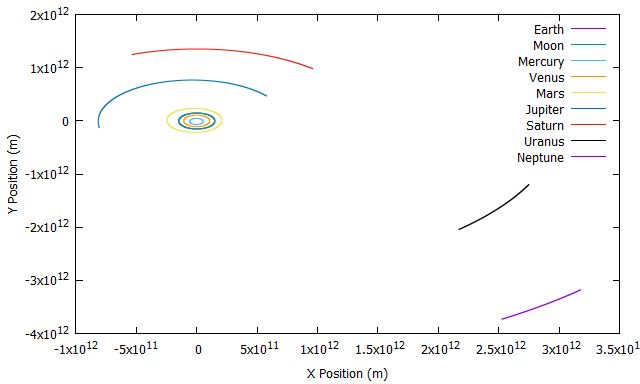 2x10¹²
1x10¹²
0
-1x10¹²
-2x10¹²
-3x10¹²
-4x10¹²
Y Position (m)
Earth
Moon
Mercury
Venus
Mars
Jupiter
Saturn
Uranus
Neptune
-1x10¹² -5x10¹¹ 0 5x10¹¹ 1x10¹² 1.5x10¹² 2x10¹² 2.5x10¹² 3x10¹² 3.5x10¹
X Position (m)